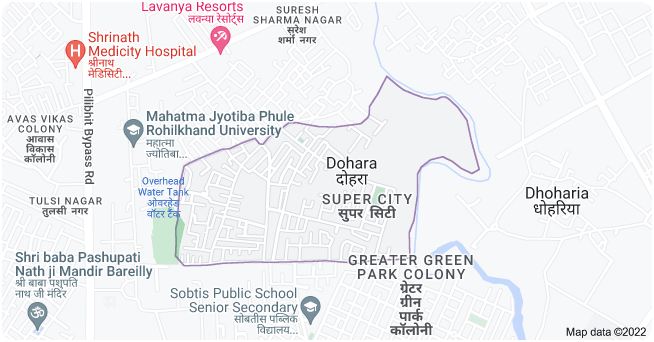 Lavanya Resorts
लवन्या रेसोर्ट्स
SURESH
SHARMA NAGAR
सुरेश
शर्मा नगर
Shrinath
Medicity Hospital
श्रीनाथ
मेडिसिटी...
Pilibhit Bypass Rd
AVAS VIKAS
COLONY
आवास
विकास
कॉलोनी
Mahatma Jyotiba Phule
Rohilkhand University
महात्मा
ज्योतिबा...
Dohara
दोहरा
Overhead
Water Tank
ओवरहेड
वॉटर टैंक
SUPER CITY
सुपर सिटी
Dhoharia
धोहरिया
TULSI NAGAR
तुलसी नगर
Shri baba Pashupati
Nath ji Mandir Bareilly
श्री बाबा पशुपति
नाथ जी मंदिर
GREATER GREEN
PARK COLONY
ग्रेटर
ग्रीन
पार्क
कॉलोनी
Sobtis Public School
Senior Secondary
सोबतीस पब्लिक
विद्यालय...
Map data ©2022